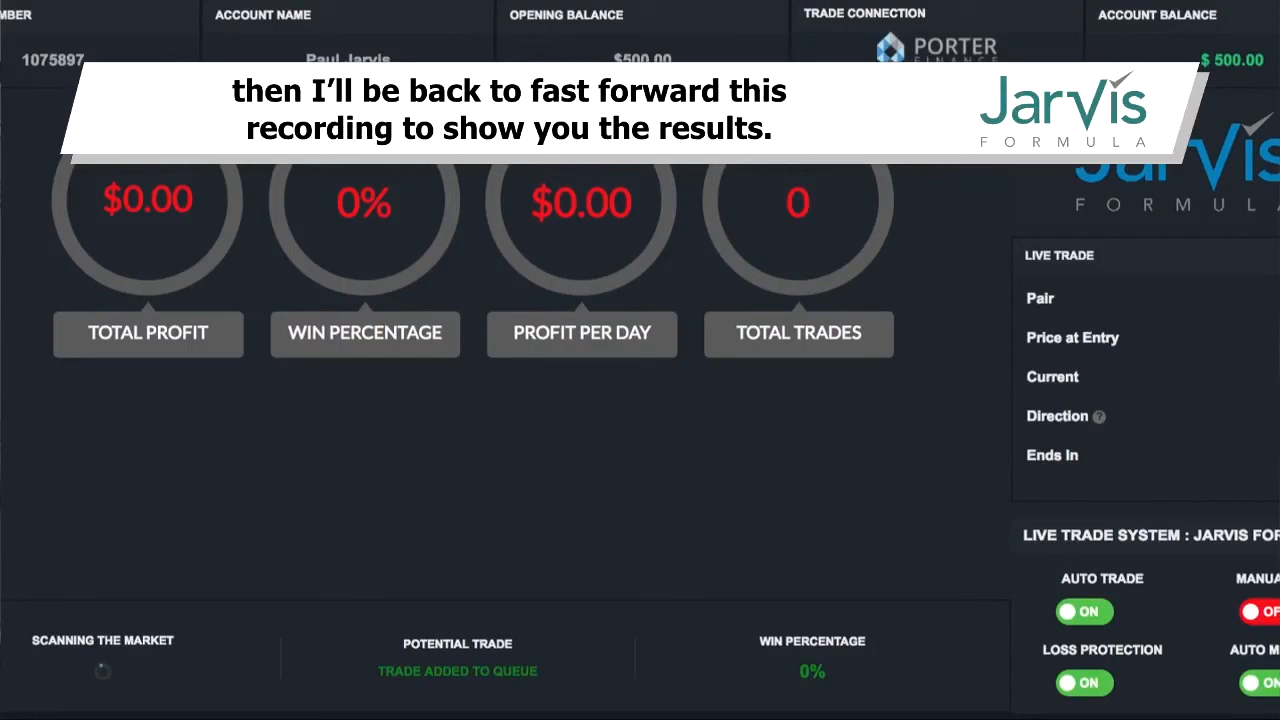 MBER
ACCOUNT NAME
OPENING BALANCE
TRADE CONNECTION
ACCOUNT BALANCE
1075897
Paul Jarvis
$500.00
PORTER
FINANCE
$ 500.00
then I’ll be back to fast forward this
recording to show you the results.
Jarvis
FORMULA
Jarvis
FORMULA
$0.00
0%
$0.00
0
TOTAL PROFIT
WIN PERCENTAGE
PROFIT PER DAY
TOTAL TRADES
LIVE TRADE
Pair
Price at Entry
Current
Direction ?
Ends In
LIVE TRADE SYSTEM : JARVIS FOR
AUTO TRADE
MANUA
ON
OF
LOSS PROTECTION
AUTO M
ON
ON
SCANNING THE MARKET
POTENTIAL TRADE
TRADE ADDED TO QUEUE
WIN PERCENTAGE
0%